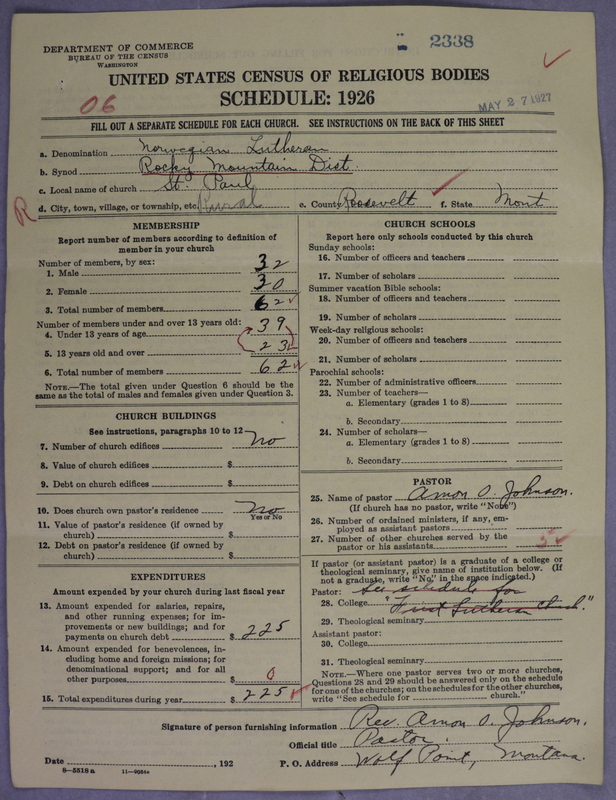 2338
DEPARTMENT OF COMMERCE
BUREAU OF THE CENSUS
WASHINGTON
UNITED STATES CENSUS OF RELIGIOUS BODIES
SCHEDULE: 1926
06
MAY 27 1927
FILL OUT A SEPARATE SCHEDULE FOR EACH CHURCH. SEE INSTRUCTIONS ON THE BACK OF THIS SHEET
a. Denomination Norwegian Lutheran
b. Synod Rocky Mountain Dist.
c. Local name of church St. Paul
R d. City, town, village, or township, etc. Rural e. County Roosevelt f. State Mont
MEMBERSHIP
Report number of members according to definition of member in your church
Number of members, by sex:
1. Male 32
2. Female 30
3. Total number of members 62
Number of members under and over 13 years old:
4. Under 13 years of age 39
5. 13 years old and over 23
6. Total number of members 62
NOTE.—The total given under Question 6 should be the same as the total of males and females given under Question 3.
CHURCH BUILDINGS
See instructions, paragraphs 10 to 12
7. Number of church edifices no
8. Value of church edifices $
9. Debt on church edifices $
10. Does church own pastor's residence no
Yes or No
11. Value of pastor's residence (if owned by church) $
12. Debt on pastor's residence (if owned by church) $
EXPENDITURES
Amount expended by your church during last fiscal year
13. Amount expended for salaries, repairs, and other running expenses; for improvements or new buildings; and for payments on church debt $ 225
14. Amount expended for benevolences, including home and foreign missions; for denominational support; and for all other purposes $ 0
15. Total expenditures during year $ 225
CHURCH SCHOOLS
Report here only schools conducted by this church
Sunday schools:
16. Number of officers and teachers
17. Number of scholars
Summer vacation Bible schools:
18. Number of officers and teachers
19. Number of scholars
Week-day religious schools:
20. Number of officers and teachers
21. Number of scholars
Parochial schools:
22. Number of administrative officers
23. Number of teachers—
a. Elementary (grades 1 to 8)
b. Secondary
24. Number of scholars—
a. Elementary (grades 1 to 8)
b. Secondary
PASTOR
25. Name of pastor Amon O. Johnson.
(If church has no pastor, write "None")
26. Number of ordained ministers, if any, employed as assistant pastors
27. Number of other churches served by the pastor or his assistants 5
If pastor (or assistant pastor) is a graduate of a college or theological seminary, give name of institution below. (If not a graduate, write "No," in the space indicated.)
Pastor: See schedule for
28. College "First Lutheran Church."
29. Theological seminary
Assistant pastor:
30. College
31. Theological seminary
NOTE.—Where one pastor serves two or more churches, Questions 28 and 29 should be answered only on the schedule for one of the churches; on the schedules for the other churches, write "See schedule for church."
Signature of person furnishing information Rev. Amon O. Johnson.
Official title Pastor.
Date , 192 P. O. Address Wolf Point, Montana.
8—5518a 11—9054a